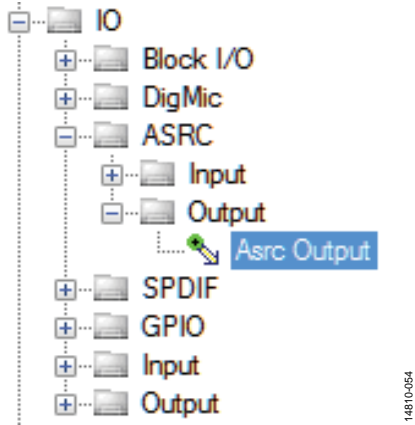 IO
Block I/O
DigMic
ASRC
Input
Output
Asrc Output
SPDIF
GPIO
Input
Output
14810-054